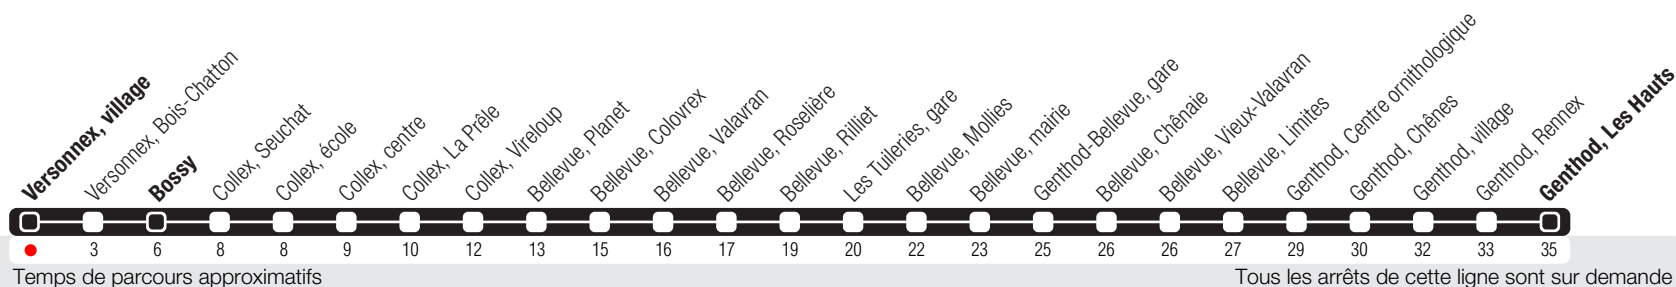 Versonnex, village
Versonnex, Bois-Chatton
Bossy
Collex, Seuchat
Collex, école
Collex, centre
Collex, La Prêle
Collex, Vireloup
Bellevue, Planet
Bellevue, Colovrex
Bellevue, Valavran
Bellevue, Roselière
Bellevue, Rilliet
Les Tuileries, gare
Bellevue, Mollies
Bellevue, mairie
Genthod-Bellevue, gare
Bellevue, Chênaie
Bellevue, Vieux-Valavran
Bellevue, Limites
Genthod, Centre ornithologique
Genthod, Chênes
Genthod, village
Genthod, Rennex
Genthod, Les Hauts
3 6 8 8 9 10 12 13 15 16 17 19 20 22 23 25 26 26 27 29 30 32 33 35
Temps de parcours approximatifs
Tous les arrêts de cette ligne sont sur demande